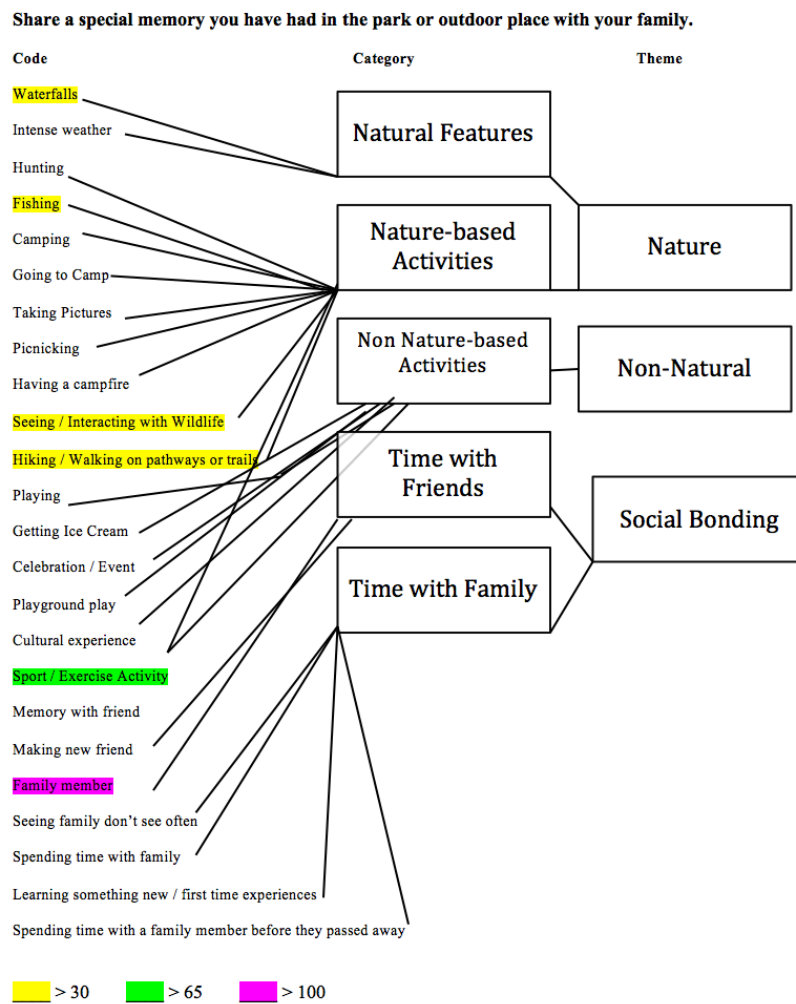 Share a special memory you have had in the park or outdoor place with your family.
Code Category Theme
Waterfalls
Intense weather
Hunting
Fishing
Camping
Going to Camp
Taking Pictures
Picnicking
Having a campfire
Seeing / Interacting with Wildlife
Hiking / Walking on pathways or trails
Playing
Getting Ice Cream
Celebration / Event
Playground play
Cultural experience
Sport / Exercise Activity
Memory with friend
Making new friend
Family member
Seeing family don’t see often
Spending time with family
Learning something new / first time experiences
Spending time with a family member before they passed away
Natural Features
Nature-based
Activities
Non Nature-based
Activities
Time with
Friends
Time with Family
Nature
Non-Natural
Social Bonding
> 30 > 65 > 100